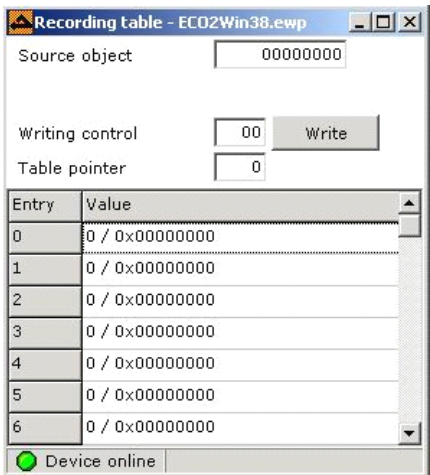 Recording table - ECO2Win38.ewp
Source object 00000000
Writing control 00 Write
Table pointer 0
Entry Value
0 0 / 0x00000000
1 0 / 0x00000000
2 0 / 0x00000000
3 0 / 0x00000000
4 0 / 0x00000000
5 0 / 0x00000000
6 0 / 0x00000000
Device online